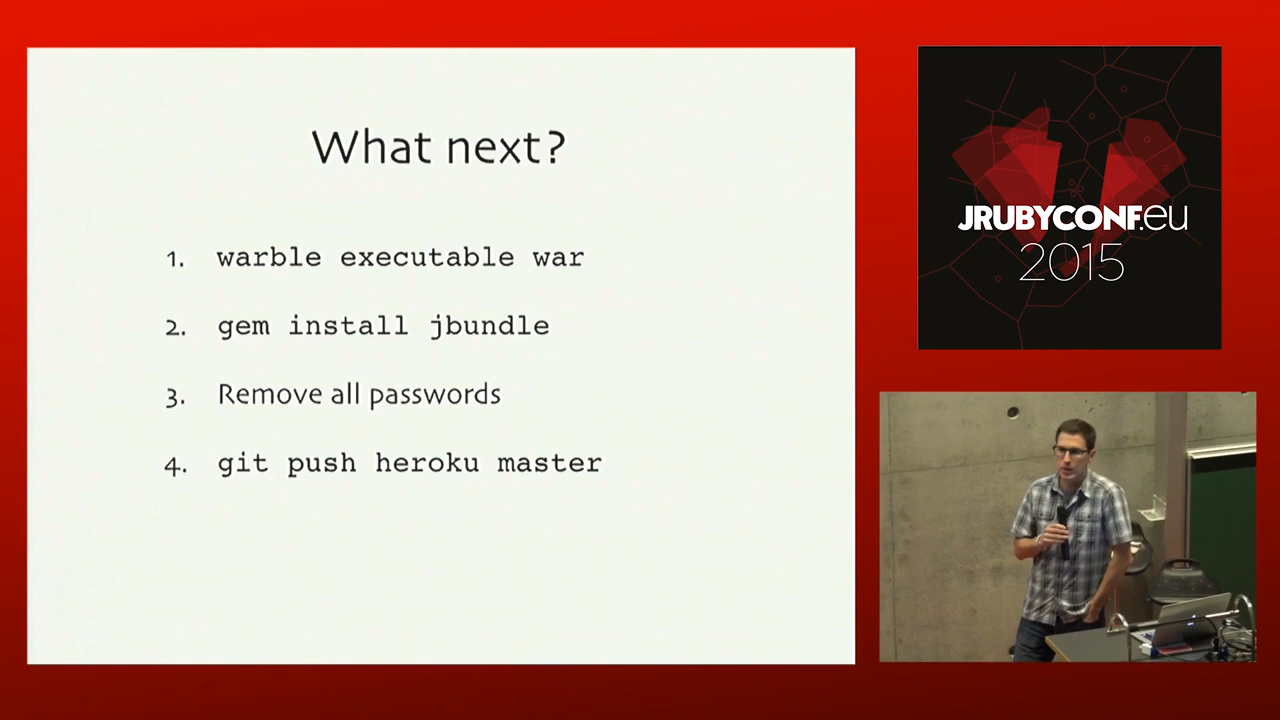 What next?
1. warble executable war
2. gem install jbundle
3. Remove all passwords
4. git push heroku master
JRUBYCONF.eu
2015